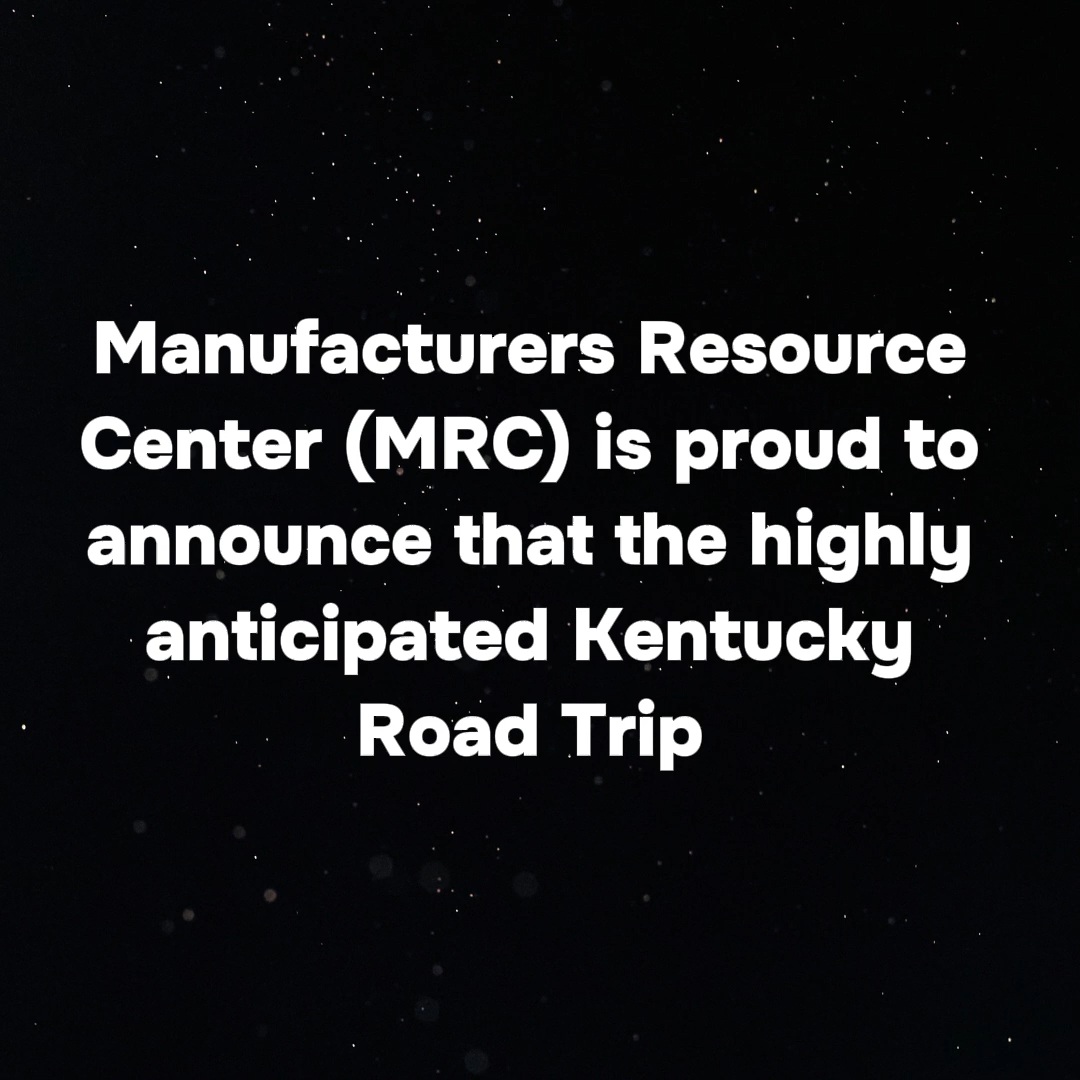 Manufacturers Resource
Center (MRC) is proud to
announce that the highly
anticipated Kentucky
Road Trip